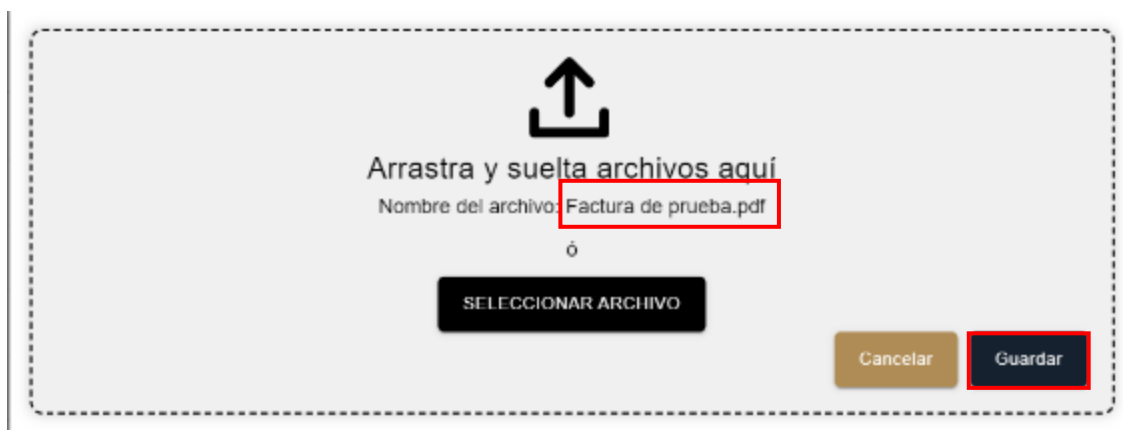 Arrastra y suelta archivos aquí
Nombre del archivo: Factura de prueba.pdf
ó
SELECCIONAR ARCHIVO
Cancelar
Guardar